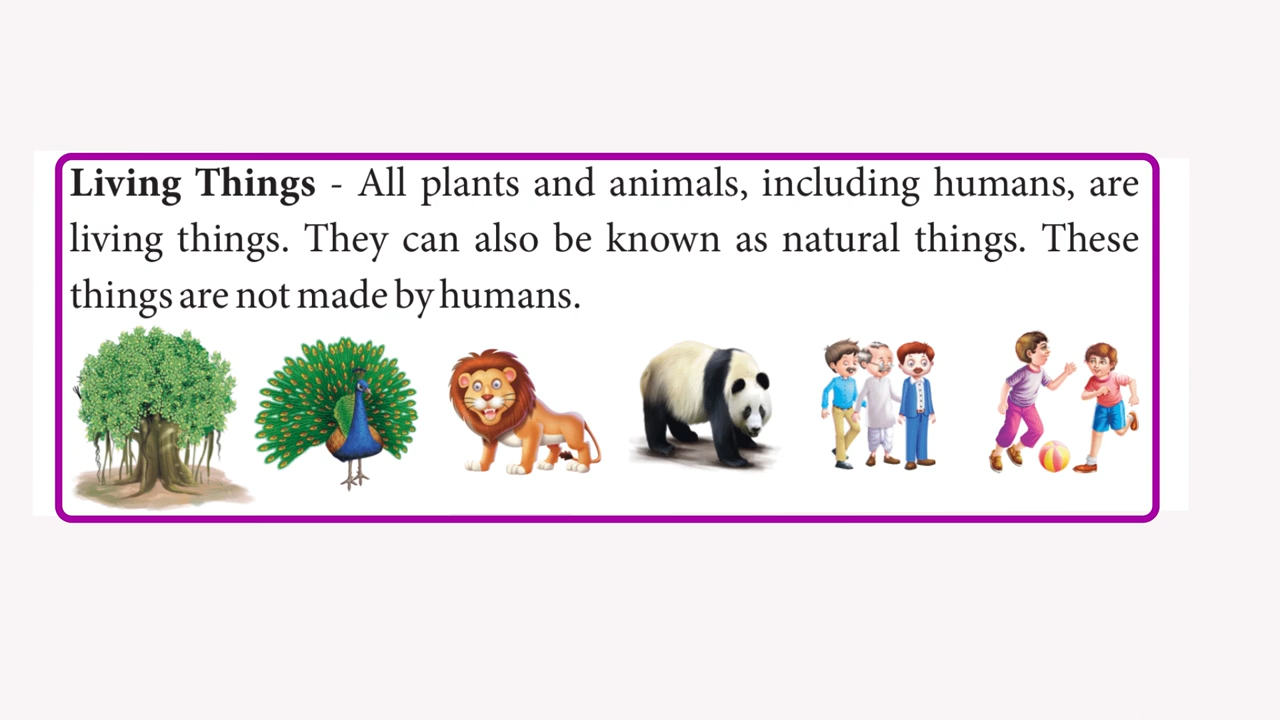 Living Things - All plants and animals, including humans, are
living things. They can also be known as natural things. These
things are not made by humans.